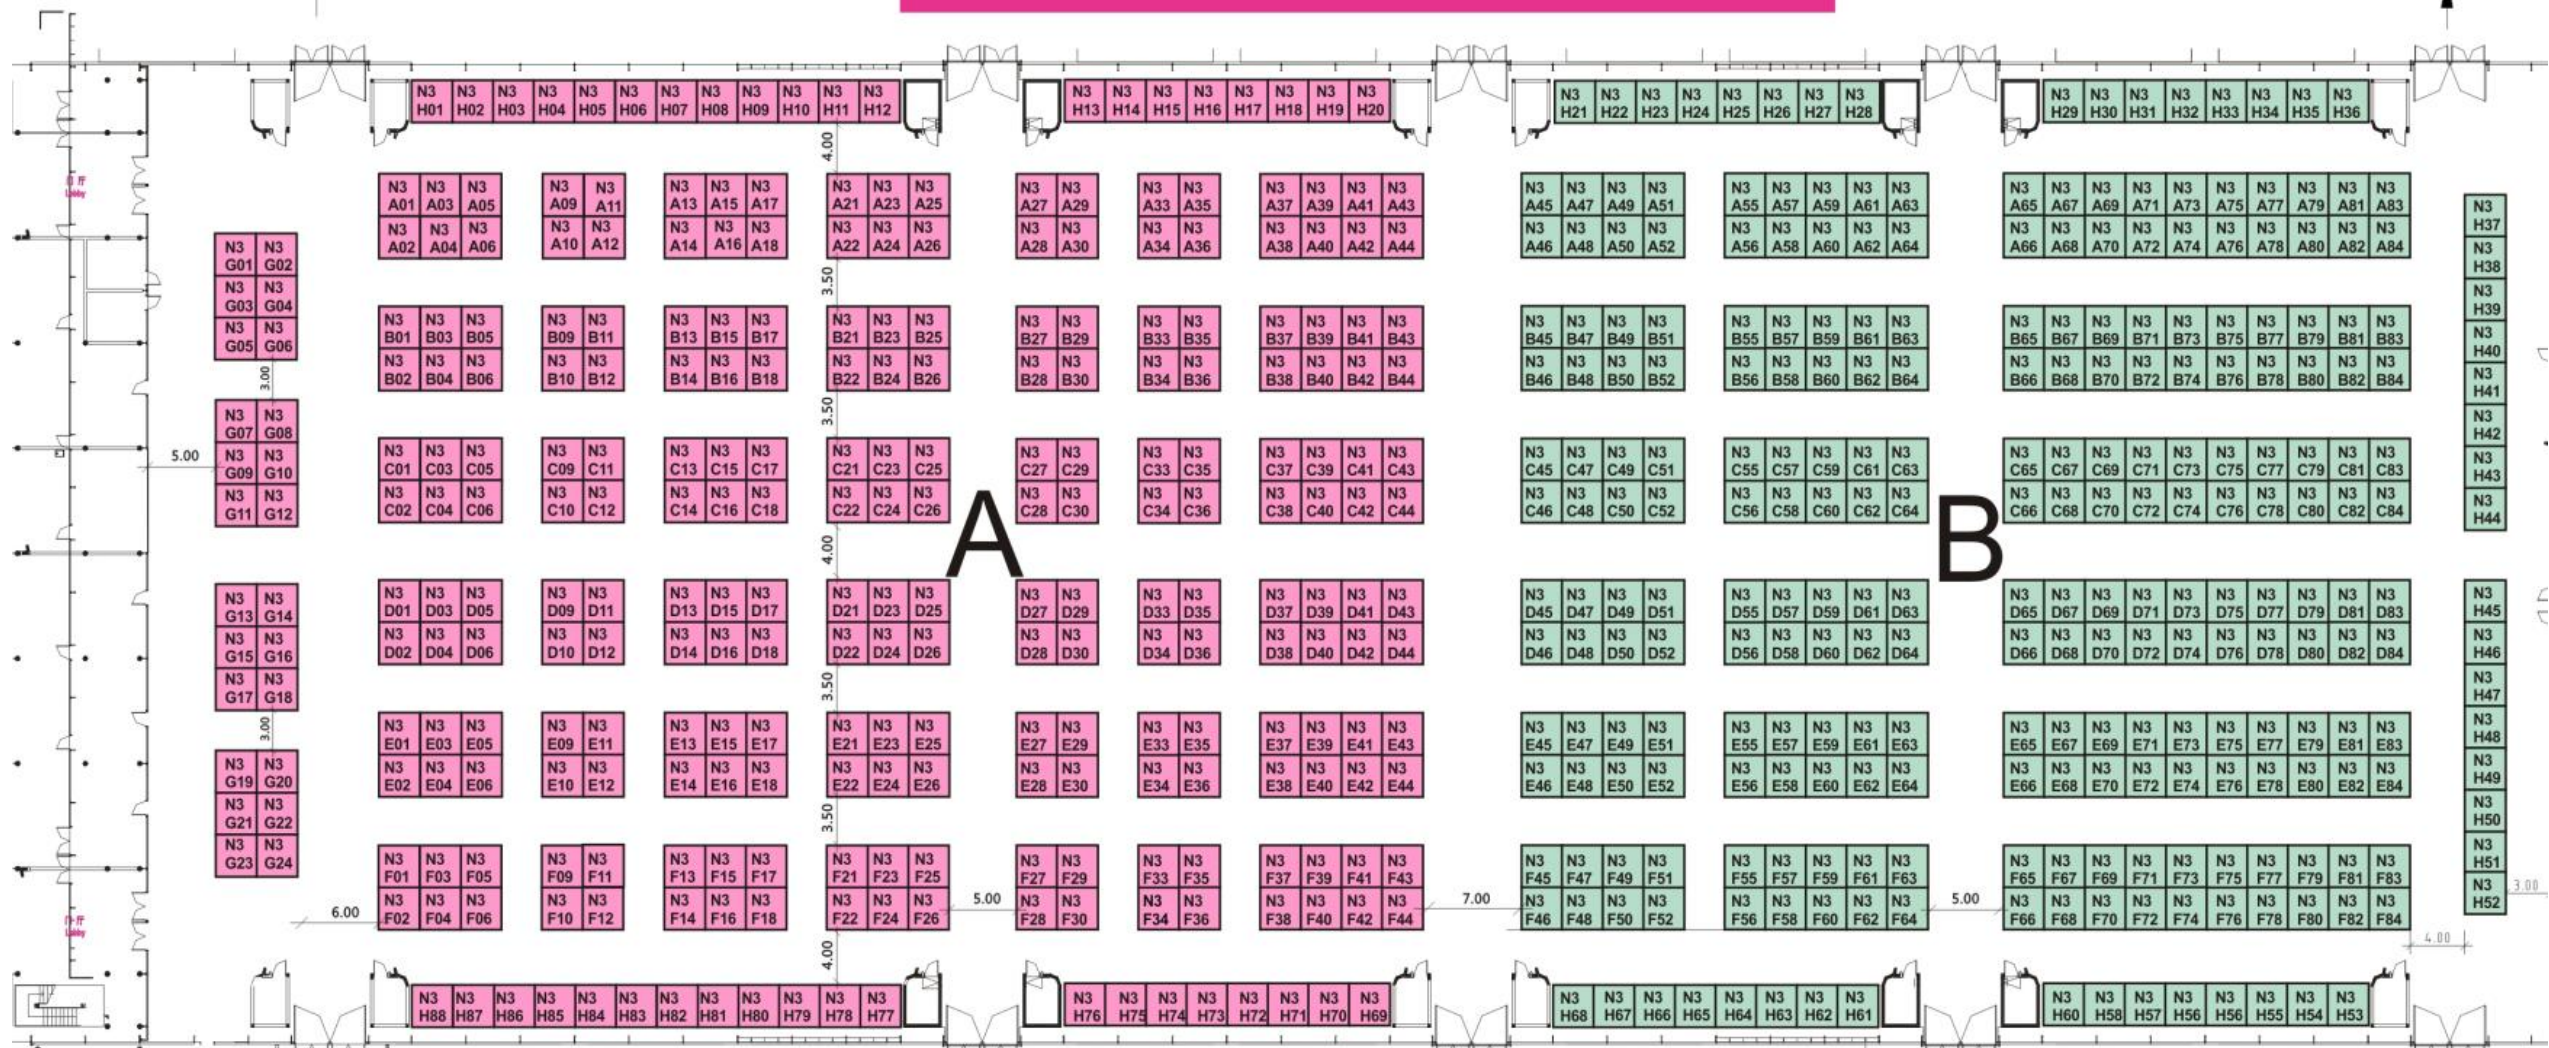 N3 H01 N3 H02 N3 H03 N3 H04 N3 H05 N3 H06 N3 H07 N3 H08 N3 H09 N3 H10 N3 H11 N3 H12 N3 H13 N3 H14 N3 H15 N3 H16 N3 H17 N3 H18 N3 H19 N3 H20 N3 H21 N3 H22 N3 H23 N3 H24 N3 H25 N3 H26 N3 H27 N3 H28 N3 H29 N3 H30 N3 H31 N3 H32 N3 H33 N3 H34 N3 H35 N3 H36
4.00
Lobby
N3 A01 N3 A03 N3 A05 N3 A09 N3 A11 N3 A13 N3 A15 N3 A17 N3 A21 N3 A23 N3 A25 N3 A27 N3 A29 N3 A33 N3 A35 N3 A37 N3 A39 N3 A41 N3 A43 N3 A45 N3 A47 N3 A49 N3 A51 N3 A55 N3 A57 N3 A59 N3 A61 N3 A63 N3 A65 N3 A67 N3 A69 N3 A71 N3 A73 N3 A75 N3 A77 N3 A79 N3 A81 N3 A83
N3 H37
N3 A02 N3 A04 N3 A06 N3 A10 N3 A12 N3 A14 N3 A16 N3 A18 N3 A22 N3 A24 N3 A26 N3 A28 N3 A30 N3 A34 N3 A36 N3 A38 N3 A40 N3 A42 N3 A44 N3 A46 N3 A48 N3 A50 N3 A52 N3 A56 N3 A58 N3 A60 N3 A62 N3 A64 N3 A66 N3 A68 N3 A70 N3 A72 N3 A74 N3 A76 N3 A78 N3 A80 N3 A82 N3 A84
N3 G01 N3 G02
N3 H38
3.50
N3 G03 N3 G04
N3 H39
N3 B01 N3 B03 N3 B05 N3 B09 N3 B11 N3 B13 N3 B15 N3 B17 N3 B21 N3 B23 N3 B25 N3 B27 N3 B29 N3 B33 N3 B35 N3 B37 N3 B39 N3 B41 N3 B43 N3 B45 N3 B47 N3 B49 N3 B51 N3 B55 N3 B57 N3 B59 N3 B61 N3 B63 N3 B65 N3 B67 N3 B69 N3 B71 N3 B73 N3 B75 N3 B77 N3 B79 N3 B81 N3 B83
N3 G05 N3 G06
N3 H40
N3 B02 N3 B04 N3 B06 N3 B10 N3 B12 N3 B14 N3 B16 N3 B18 N3 B22 N3 B24 N3 B26 N3 B28 N3 B30 N3 B34 N3 B36 N3 B38 N3 B40 N3 B42 N3 B44 N3 B46 N3 B48 N3 B50 N3 B52 N3 B56 N3 B58 N3 B60 N3 B62 N3 B64 N3 B66 N3 B68 N3 B70 N3 B72 N3 B74 N3 B76 N3 B78 N3 B80 N3 B82 N3 B84
3.00
N3 H41
3.50
N3 G07 N3 G08
N3 H42
5.00
N3 C01 N3 C03 N3 C05 N3 C09 N3 C11 N3 C13 N3 C15 N3 C17 N3 C21 N3 C23 N3 C25 N3 C27 N3 C29 N3 C33 N3 C35 N3 C37 N3 C39 N3 C41 N3 C43 N3 C45 N3 C47 N3 C49 N3 C51 N3 C55 N3 C57 N3 C59 N3 C61 N3 C63 N3 C65 N3 C67 N3 C69 N3 C71 N3 C73 N3 C75 N3 C77 N3 C79 N3 C81 N3 C83
N3 G09 N3 G10
N3 H43
N3 C02 N3 C04 N3 C06 N3 C10 N3 C12 N3 C14 N3 C16 N3 C18 N3 C22 N3 C24 N3 C26 N3 C28 N3 C30 N3 C34 N3 C36 N3 C38 N3 C40 N3 C42 N3 C44 N3 C46 N3 C48 N3 C50 N3 C52 N3 C56 N3 C58 N3 C60 N3 C62 N3 C64 N3 C66 N3 C68 N3 C70 N3 C72 N3 C74 N3 C76 N3 C78 N3 C80 N3 C82 N3 C84
N3 G11 N3 G12
N3 H44
A B
4.00
N3 D01 N3 D03 N3 D05 N3 D09 N3 D11 N3 D13 N3 D15 N3 D17 N3 D21 N3 D23 N3 D25 N3 D27 N3 D29 N3 D33 N3 D35 N3 D37 N3 D39 N3 D41 N3 D43 N3 D45 N3 D47 N3 D49 N3 D51 N3 D55 N3 D57 N3 D59 N3 D61 N3 D63 N3 D65 N3 D67 N3 D69 N3 D71 N3 D73 N3 D75 N3 D77 N3 D79 N3 D81 N3 D83
N3 G13 N3 G14
N3 H45
N3 D02 N3 D04 N3 D06 N3 D10 N3 D12 N3 D14 N3 D16 N3 D18 N3 D22 N3 D24 N3 D26 N3 D28 N3 D30 N3 D34 N3 D36 N3 D38 N3 D40 N3 D42 N3 D44 N3 D46 N3 D48 N3 D50 N3 D52 N3 D56 N3 D58 N3 D60 N3 D62 N3 D64 N3 D66 N3 D68 N3 D70 N3 D72 N3 D74 N3 D76 N3 D78 N3 D80 N3 D82 N3 D84
N3 G15 N3 G16
N3 H46
3.50
N3 G17 N3 G18
N3 H47
3.00
N3 E01 N3 E03 N3 E05 N3 E09 N3 E11 N3 E13 N3 E15 N3 E17 N3 E21 N3 E23 N3 E25 N3 E27 N3 E29 N3 E33 N3 E35 N3 E37 N3 E39 N3 E41 N3 E43 N3 E45 N3 E47 N3 E49 N3 E51 N3 E55 N3 E57 N3 E59 N3 E61 N3 E63 N3 E65 N3 E67 N3 E69 N3 E71 N3 E73 N3 E75 N3 E77 N3 E79 N3 E81 N3 E83
N3 H48
N3 E02 N3 E04 N3 E06 N3 E10 N3 E12 N3 E14 N3 E16 N3 E18 N3 E22 N3 E24 N3 E26 N3 E28 N3 E30 N3 E34 N3 E36 N3 E38 N3 E40 N3 E42 N3 E44 N3 E46 N3 E48 N3 E50 N3 E52 N3 E56 N3 E58 N3 E60 N3 E62 N3 E64 N3 E66 N3 E68 N3 E70 N3 E72 N3 E74 N3 E76 N3 E78 N3 E80 N3 E82 N3 E84
N3 G19 N3 G20
N3 H49
3.50
N3 G21 N3 G22
N3 H50
N3 F01 N3 F03 N3 F05 N3 F09 N3 F11 N3 F13 N3 F15 N3 F17 N3 F21 N3 F23 N3 F25 N3 F27 N3 F29 N3 F33 N3 F35 N3 F37 N3 F39 N3 F41 N3 F43 N3 F45 N3 F47 N3 F49 N3 F51 N3 F55 N3 F57 N3 F59 N3 F61 N3 F63 N3 F65 N3 F67 N3 F69 N3 F71 N3 F73 N3 F75 N3 F77 N3 F79 N3 F81 N3 F83
N3 G23 N3 G24
N3 H51
3.00
6.00 N3 F02 N3 F04 N3 F06 N3 F10 N3 F12 N3 F14 N3 F16 N3 F18 N3 F22 N3 F24 N3 F26 5.00 N3 F28 N3 F30 N3 F34 N3 F36 N3 F38 N3 F40 N3 F42 N3 F44 7.00 N3 F46 N3 F48 N3 F50 N3 F52 N3 F56 N3 F58 N3 F60 N3 F62 N3 F64 5.00 N3 F66 N3 F68 N3 F70 N3 F72 N3 F74 N3 F76 N3 F78 N3 F80 N3 F82 N3 F84
N3 H52
Lobby
4.00
4.00
N3 H88 N3 H87 N3 H86 N3 H85 N3 H84 N3 H83 N3 H82 N3 H81 N3 H80 N3 H79 N3 H78 N3 H77 N3 H76 N3 H75 N3 H74 N3 H73 N3 H72 N3 H71 N3 H70 N3 H69 N3 H68 N3 H67 N3 H66 N3 H65 N3 H64 N3 H63 N3 H62 N3 H61 N3 H60 N3 H58 N3 H57 N3 H56 N3 H56 N3 H55 N3 H54 N3 H53